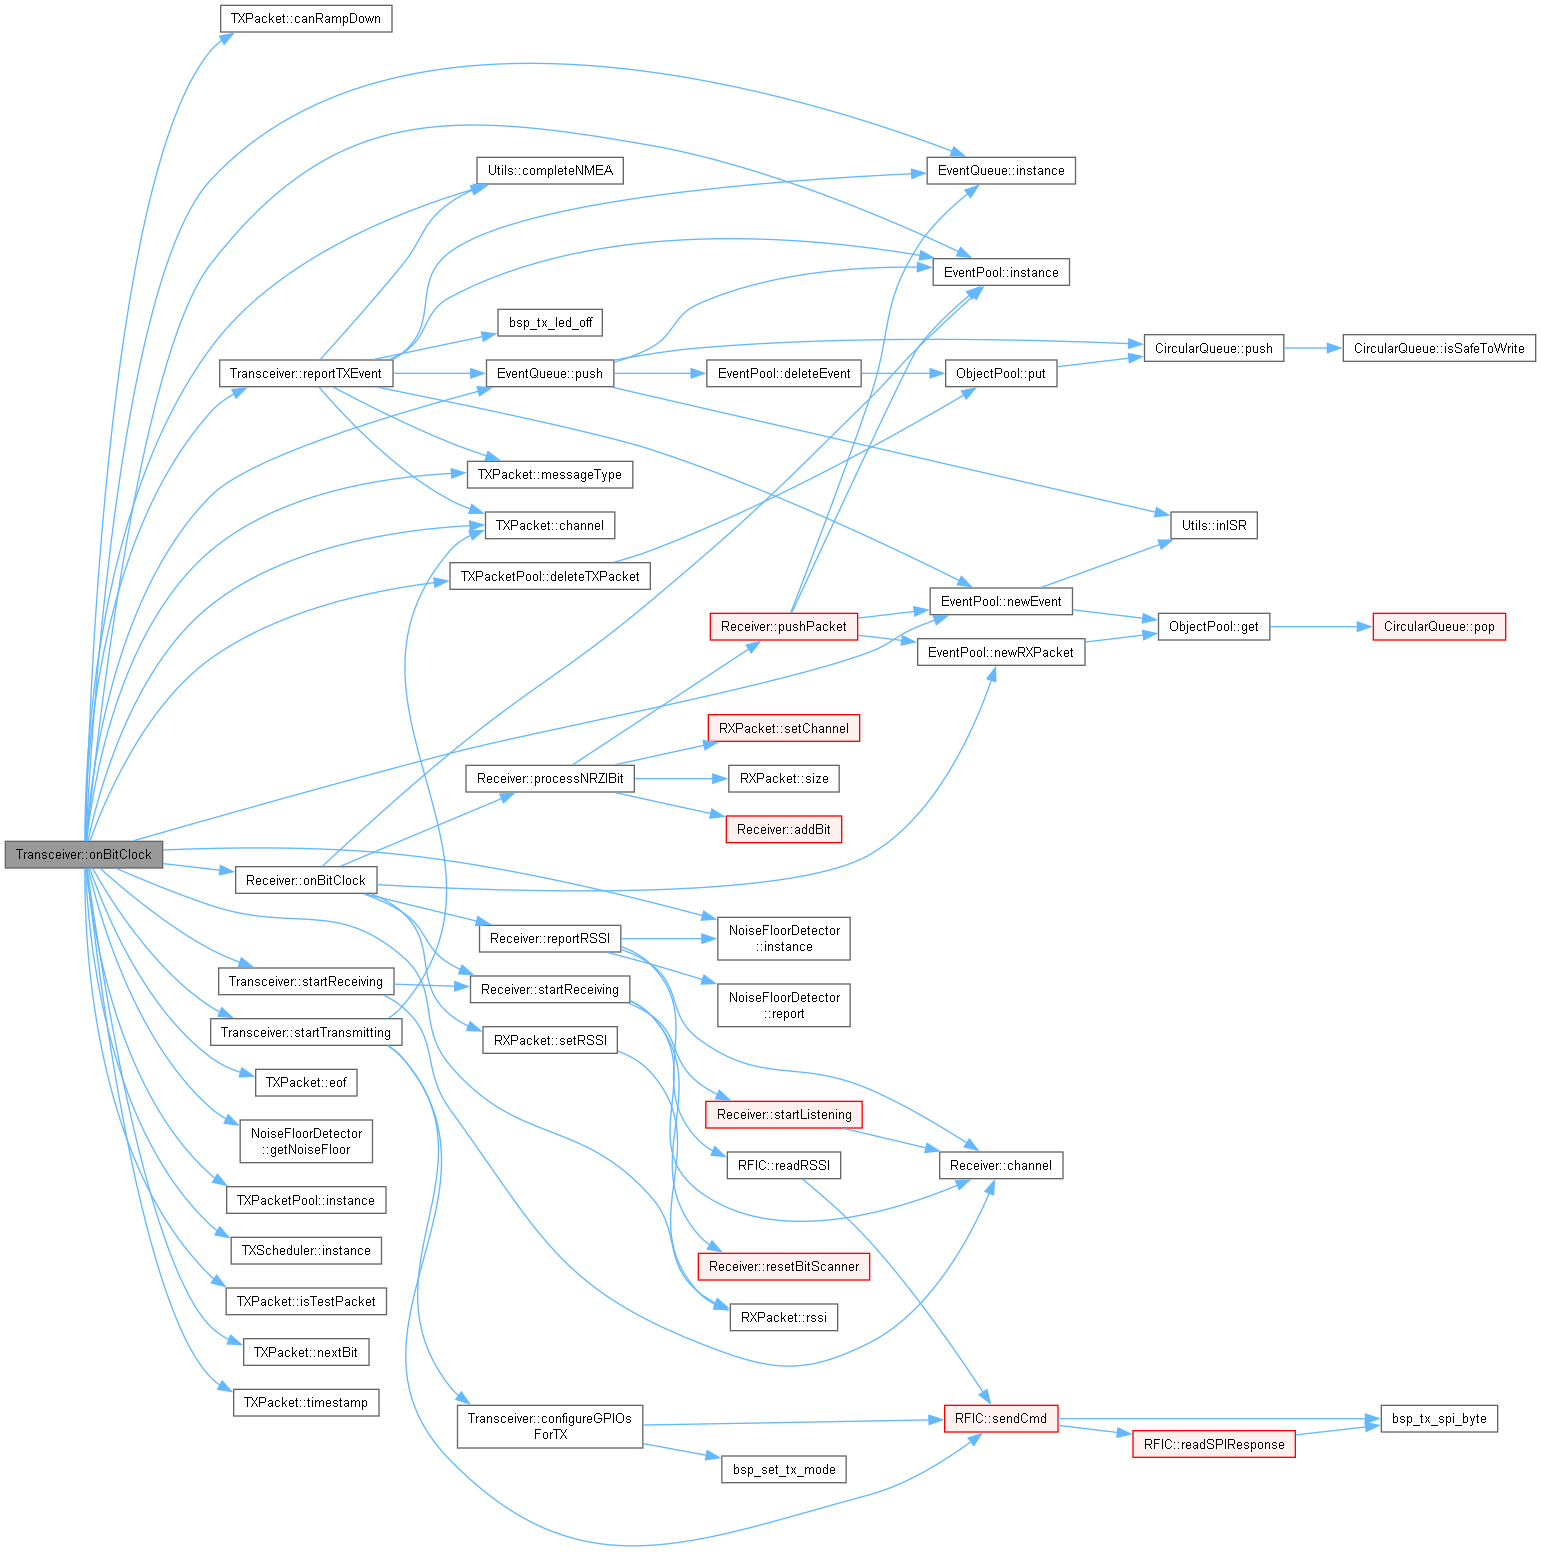 TXPacket::canRampDown
Utils::completeNMEA
EventQueue::instance
EventPool::instance
bsp_tx_led_off
CircularQueue::push
CircularQueue::isSafeToWrite
Transceiver::reportTXEvent
EventQueue::push
EventPool::deleteEvent
ObjectPool::put
TXPacket::messageType
TXPacket::channel
Utils::inISR
TXPacketPool::deleteTXPacket
EventPool::newEvent
Receiver::pushPacket
ObjectPool::get
CircularQueue::pop
EventPool::newRXPacket
RXPacket::setChannel
Receiver::processNRZIBit
RXPacket::size
Receiver::addBit
Transceiver::onBitClock
Receiver::onBitClock
Receiver::reportRSSI
NoiseFloorDetector
::instance
Transceiver::startReceiving
Receiver::startReceiving
NoiseFloorDetector
::report
Transceiver::startTransmitting
RXPacket::setRSSI
TXPacket::eof
Receiver::startListening
NoiseFloorDetector
::getNoiseFloor
RFIC::readRSSI
Receiver::channel
TXPacketPool::instance
TXScheduler::instance
Receiver::resetBitScanner
TXPacket::isTestPacket
RXPacket::rssi
TXPacket::nextBit
TXPacket::timestamp
Transceiver::configureGPIOs
ForTX
RFIC::sendCmd
bsp_tx_spi_byte
RFIC::readSPIResponse
bsp_set_tx_mode